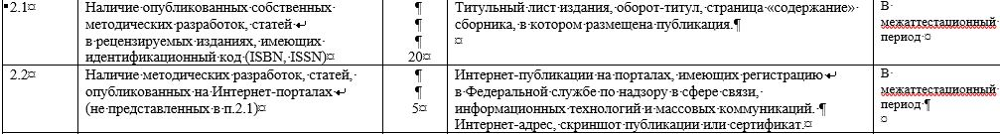 2.1
Наличие опубликованных собственных
методических разработок, статей
в рецензируемых изданиях, имеющих
идентификационный код (ISBN, ISSN)
20
Титульный лист издания, оборот-титул, страница «содержание»
сборника, в котором размещена публикация.
В
межаттестационный
период
2.2
Наличие методических разработок, статей,
опубликованных на Интернет-порталах
(не представленных в п.2.1)
5
Интернет-публикации на порталах, имеющих регистрацию
в Федеральной службе по надзору в сфере связи,
информационных технологий и массовых коммуникаций.
Интернет-адрес, скриншот публикации или сертификат.
В
межаттестационный
период